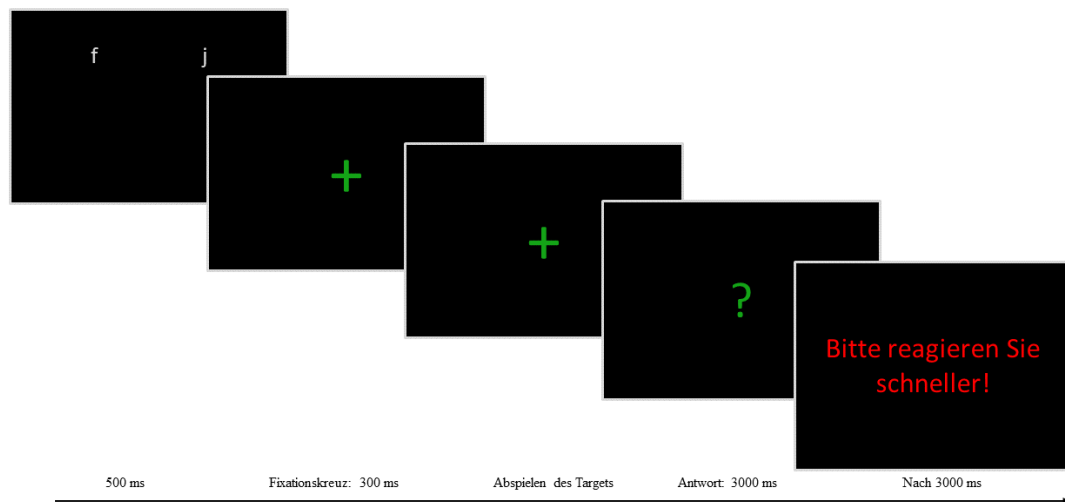 f j
+
+
?
Bitte reagieren Sie
schneller!
500 ms Fixationskreuz: 300 ms Abspielen des Targets Antwort: 3000 ms Nach 3000 ms